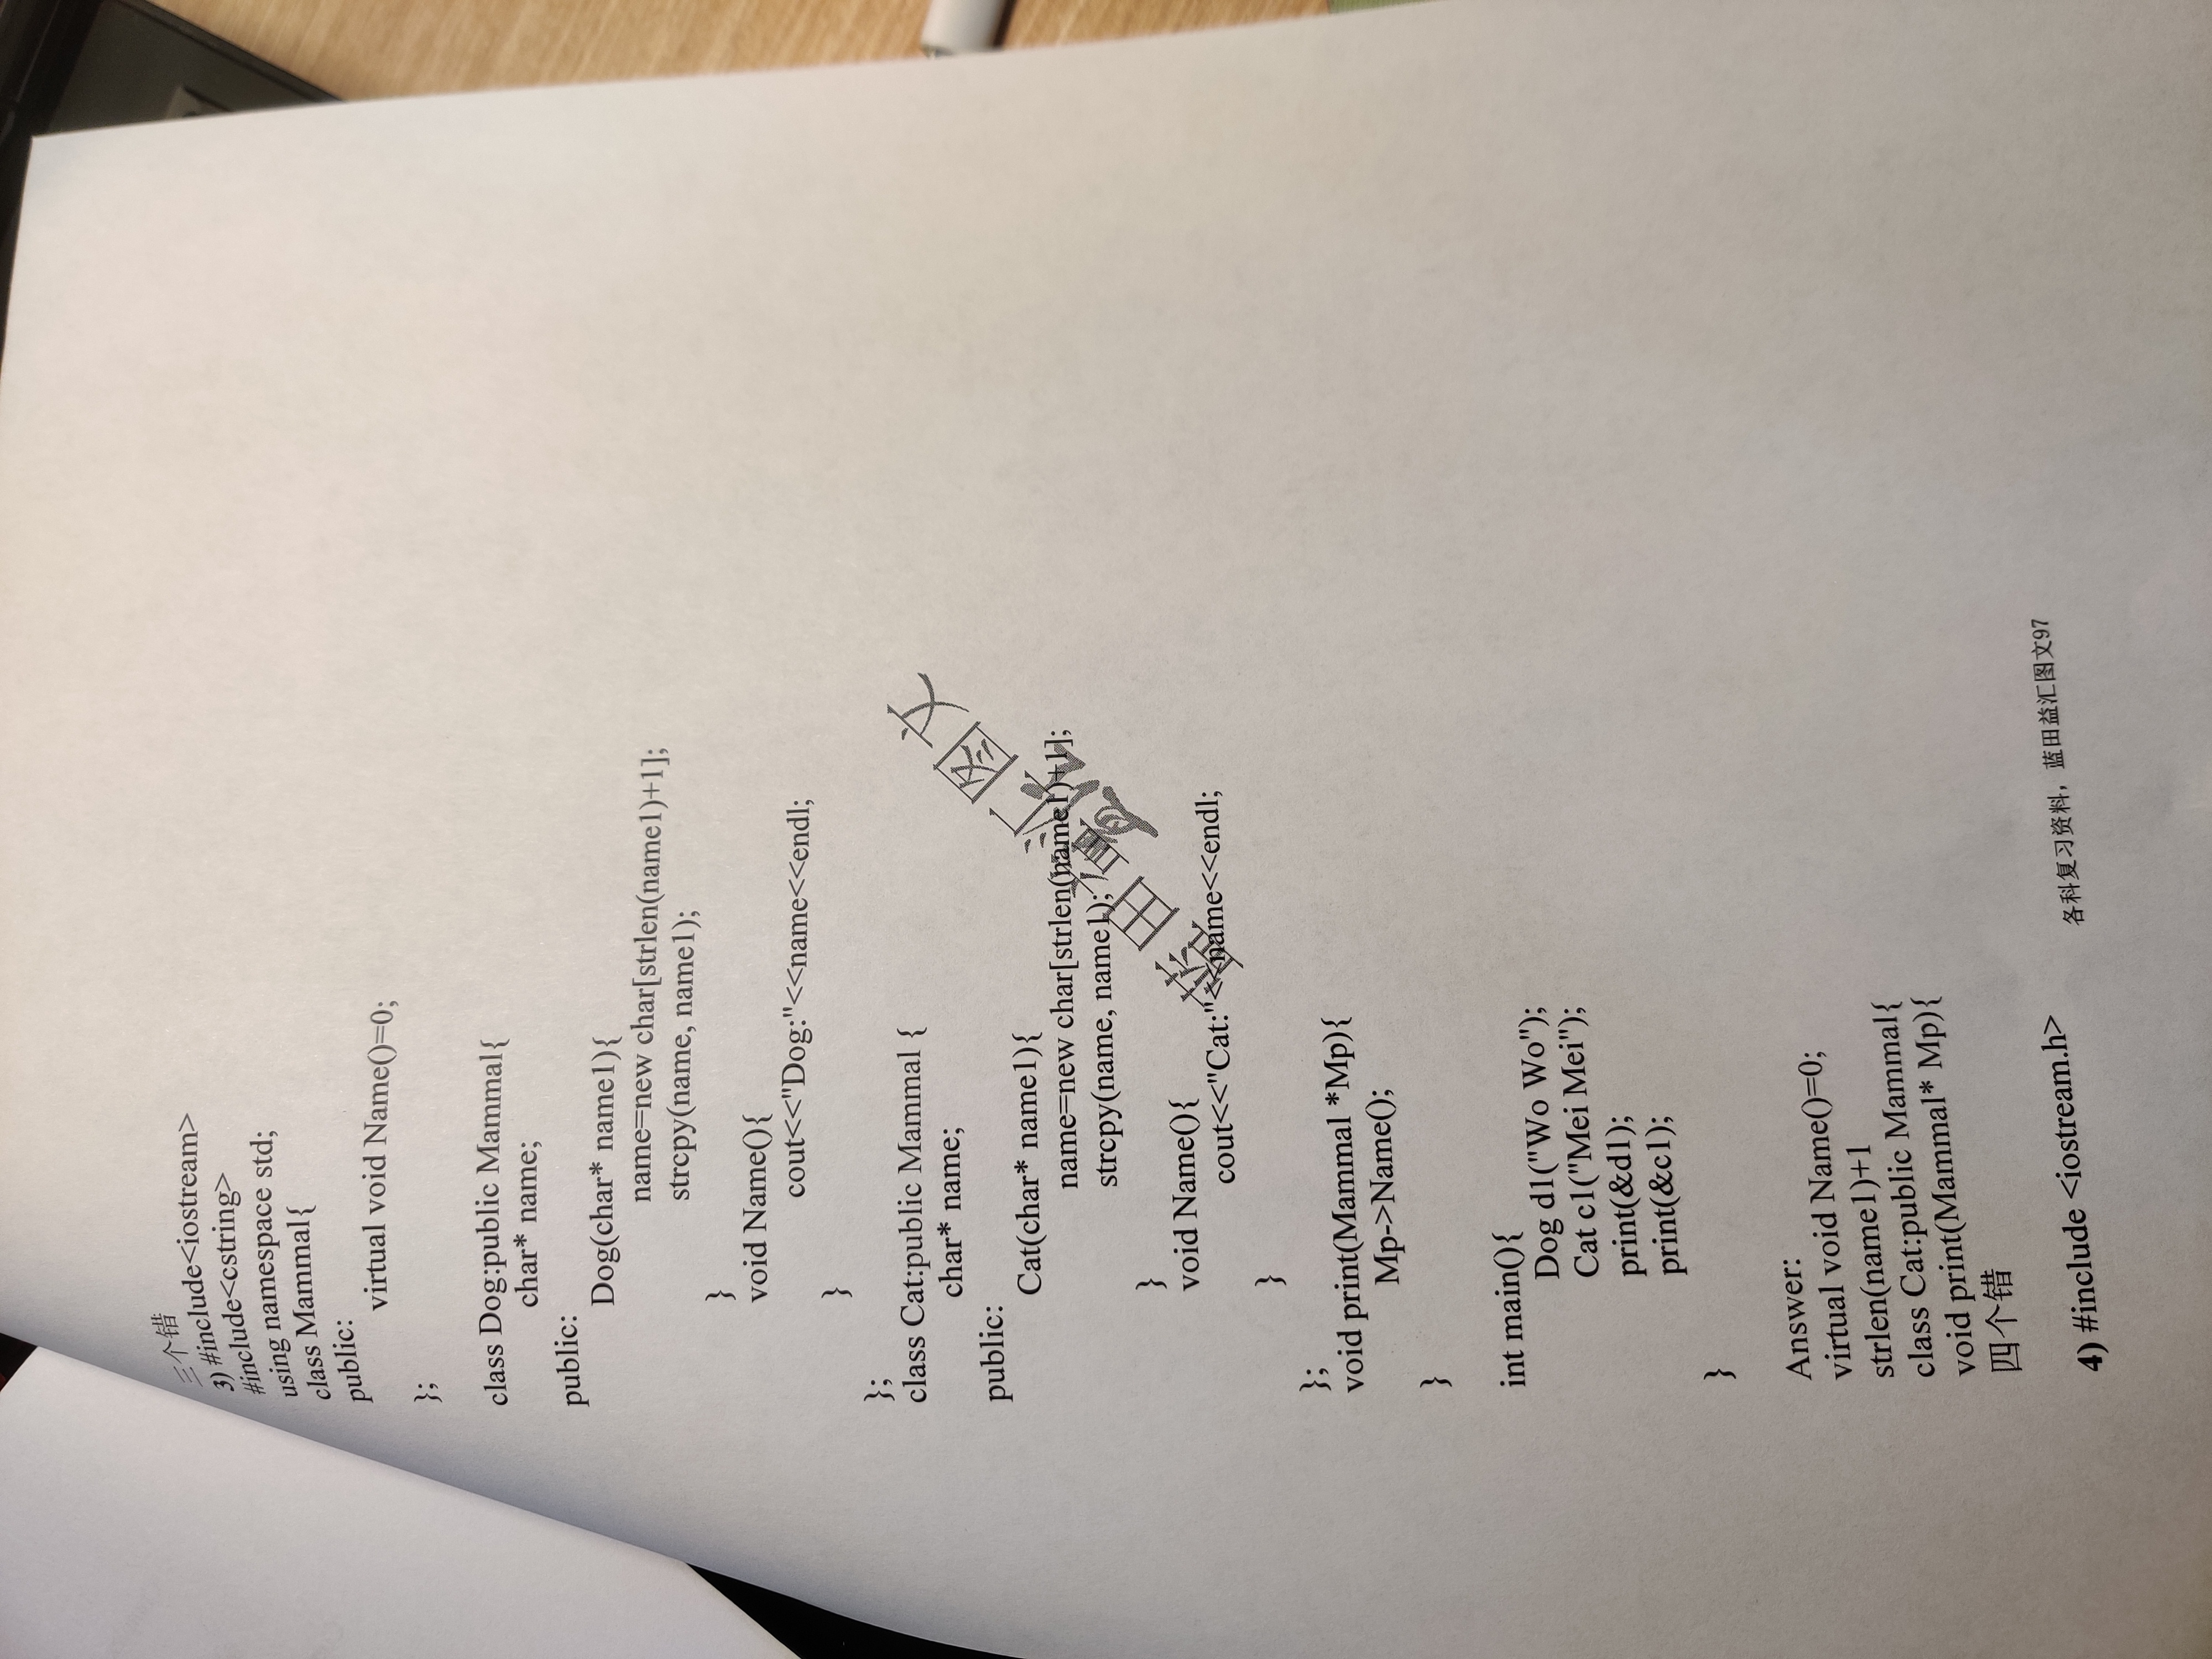 三个错
3) #include<iostream>
#include<cstring>
using namespace std;
class Mammal{
public:
virtual void Name()=0;
};
class Dog:public Mammal{
char* name;
public:
Dog(char* name1){
name=new char[strlen(name1)+1];
strcpy(name, name1);
}
void Name(){
cout<<"Dog:"<<name<<endl;
}
};
class Cat:public Mammal {
char* name;
public:
Cat(char* name1){
name=new char[strlen(name1)+1];
strcpy(name, name1);
}
void Name(){
cout<<"Cat:"<<name<<endl;
}
};
void print(Mammal *Mp){
Mp->Name();
}
int main(){
Dog d1("Wo Wo");
Cat c1("Mei Mei");
print(&d1);
print(&c1);
}
Answer:
virtual void Name()=0;
strlen(name1)+1
class Cat:public Mammal{
void print(Mammal* Mp){
四个错
4) #include <iostream.h>
各科复习资料，蓝田益汇图文97
蓝田益汇图文